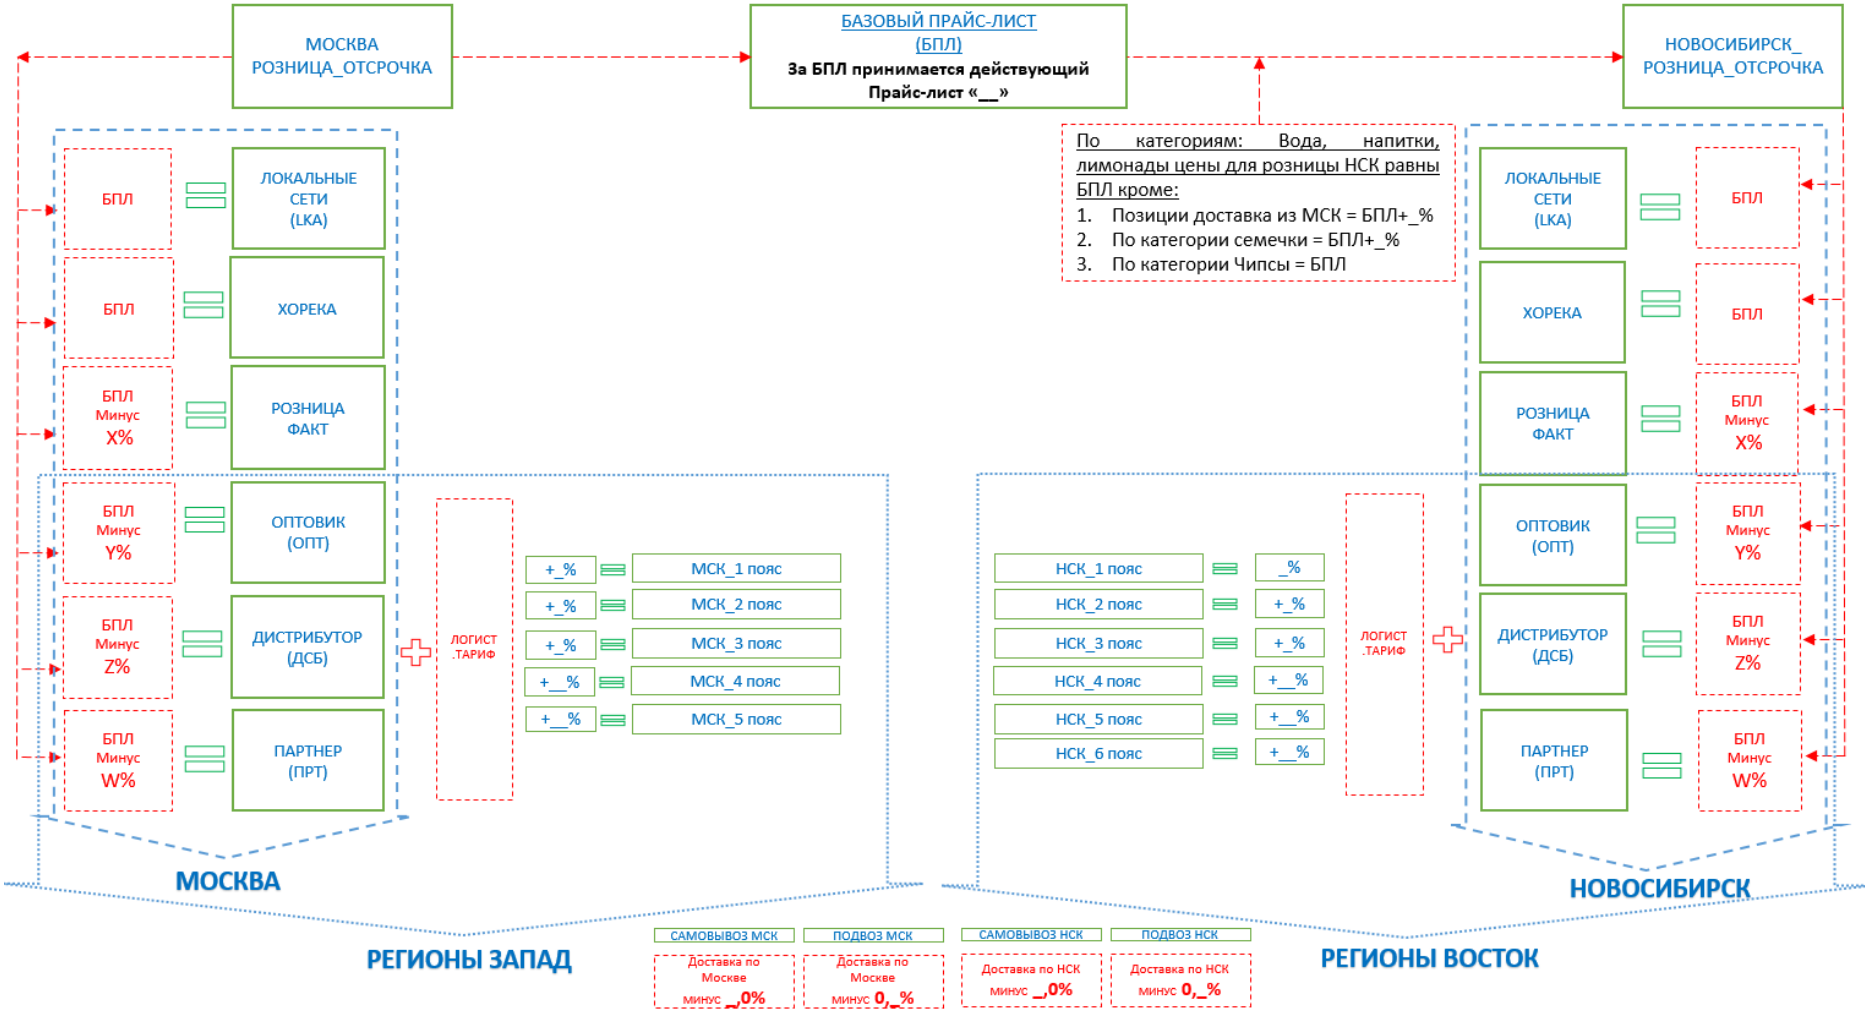 МОСКВА
РОЗНИЦА_ОТСРОЧКА
БАЗОВЫЙ ПРАЙС-ЛИСТ
(БПЛ)
За БПЛ принимается действующий
Прайс-лист «__»
НОВОСИБИРСК_
РОЗНИЦА_ОТСРОЧКА
По категориям: Вода, напитки,
лимонады цены для розницы НСК равны
БПЛ кроме:
1. Позиции доставка из МСК = БПЛ+_%
2. По категории семечки = БПЛ+_%
3. По категории Чипсы = БПЛ
БПЛ
ЛОКАЛЬНЫЕ
СЕТИ
(LKA)
БПЛ
ХОРЕКА
БПЛ
Минус
X%
РОЗНИЦА
ФАКТ
БПЛ
Минус
Y%
ОПТОВИК
(ОПТ)
БПЛ
Минус
Z%
ДИСТРИБУТОР
(ДСБ)
БПЛ
Минус
W%
ПАРТНЕР
(ПРТ)
ЛОГИСТ
.ТАРИФ
+_%
МСК_1 пояс
+_%
МСК_2 пояс
+_%
МСК_3 пояс
+__%
МСК_4 пояс
+__%
МСК_5 пояс
НСК_1 пояс
_%
НСК_2 пояс
+_%
НСК_3 пояс
+_%
НСК_4 пояс
+__%
НСК_5 пояс
+__%
НСК_6 пояс
+__%
ЛОГИСТ
.ТАРИФ
ЛОКАЛЬНЫЕ
СЕТИ
(LKA)
БПЛ
ХОРЕКА
БПЛ
РОЗНИЦА
ФАКТ
БПЛ
Минус
X%
ОПТОВИК
(ОПТ)
БПЛ
Минус
Y%
ДИСТРИБУТОР
(ДСБ)
БПЛ
Минус
Z%
ПАРТНЕР
(ПРТ)
БПЛ
Минус
W%
МОСКВА
НОВОСИБИРСК
РЕГИОНЫ ЗАПАД
РЕГИОНЫ ВОСТОК
САМОВЫВОЗ МСК
Доставка по
Москве
минус _,0%
ПОДВОЗ МСК
Доставка по
Москве
минус 0,_%
САМОВЫВОЗ НСК
Доставка по НСК
минус _,0%
ПОДВОЗ НСК
Доставка по НСК
минус 0,_%